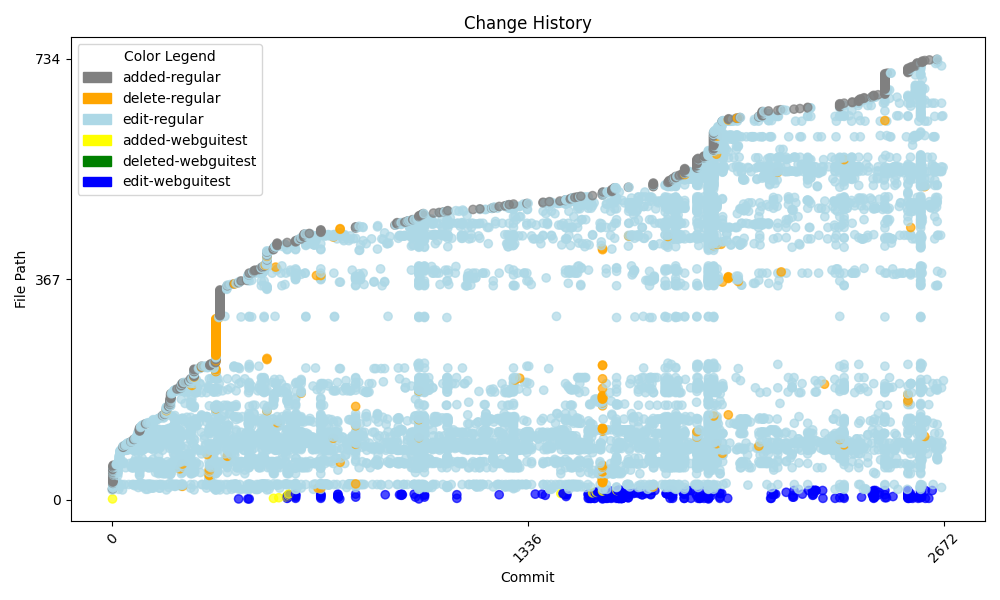 Change History
734
367
0
File Path
Color Legend
added-regular
delete-regular
edit-regular
added-webguitest
deleted-webguitest
edit-webguitest
0
1336
2672
Commit